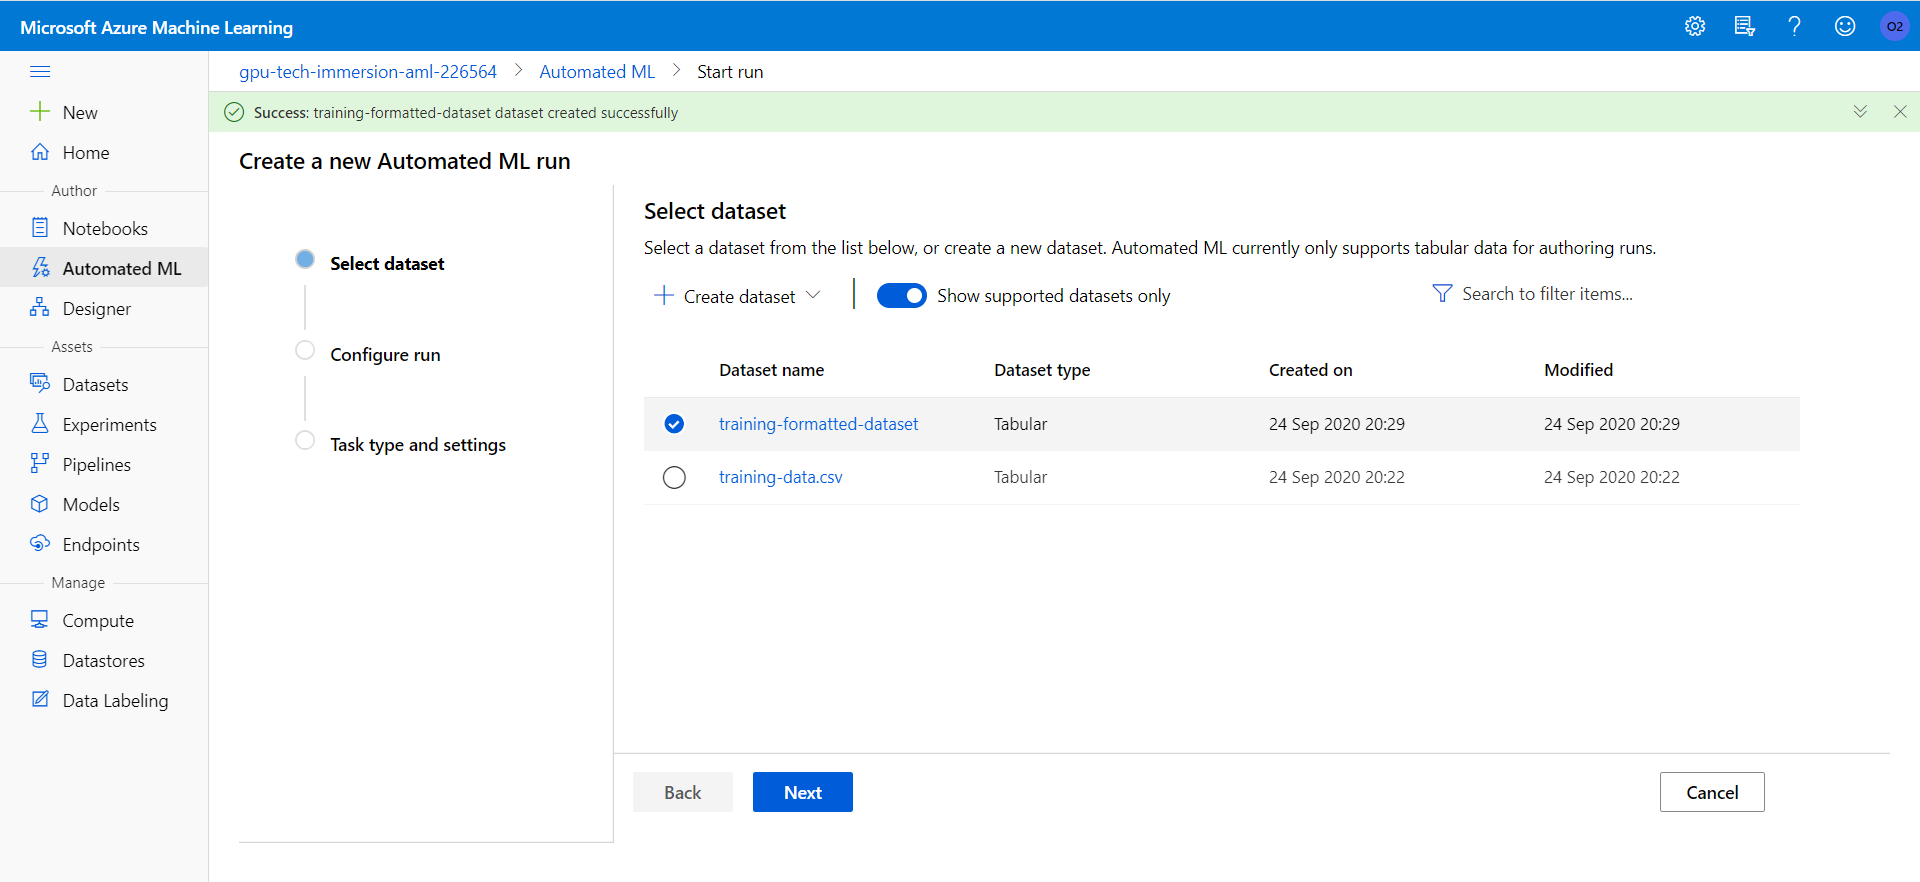 Microsoft Azure Machine Learning
O2
gpu-tech-immersion-aml-226564 > Automated ML > Start run
Success: training-formatted-dataset dataset created successfully
New
Home
Author
Notebooks
Automated ML
Designer
Assets
Datasets
Experiments
Pipelines
Models
Endpoints
Manage
Compute
Datastores
Data Labeling
Create a new Automated ML run
Select dataset
Configure run
Task type and settings
Select dataset
Select a dataset from the list below, or create a new dataset. Automated ML currently only supports tabular data for authoring runs.
Create dataset Show supported datasets only Search to filter items...
Dataset name Dataset type Created on Modified
training-formatted-dataset Tabular 24 Sep 2020 20:29 24 Sep 2020 20:29
training-data.csv Tabular 24 Sep 2020 20:22 24 Sep 2020 20:22
Back Next Cancel